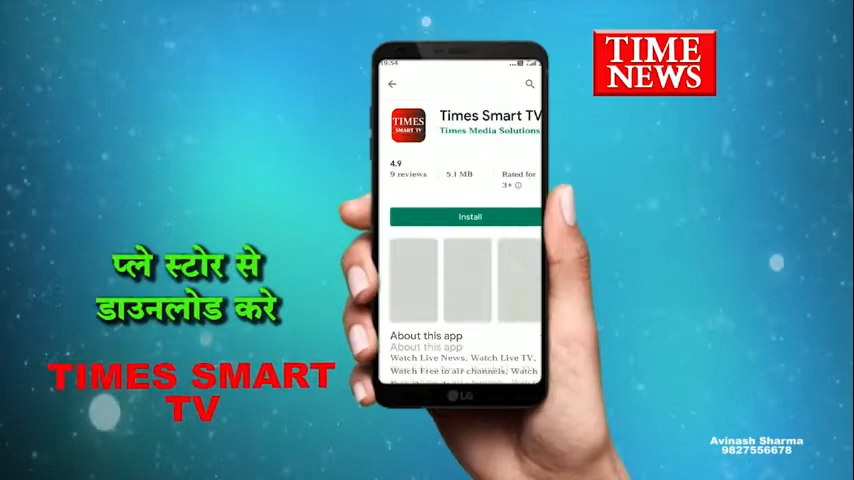 TIME
NEWS
19:54
Times Smart TV
Times Media Solutions
TIMES
SMART TV
4.9
9 reviews
5.1 MB
Rated for
3+
Install
About this app
About this app
Watch Live News, Watch Live TV,
Watch Free to air channels, Watch
LG
प्ले स्टोर से
डाउनलोड करे
TIMES SMART
TV
Avinash Sharma
9827556678